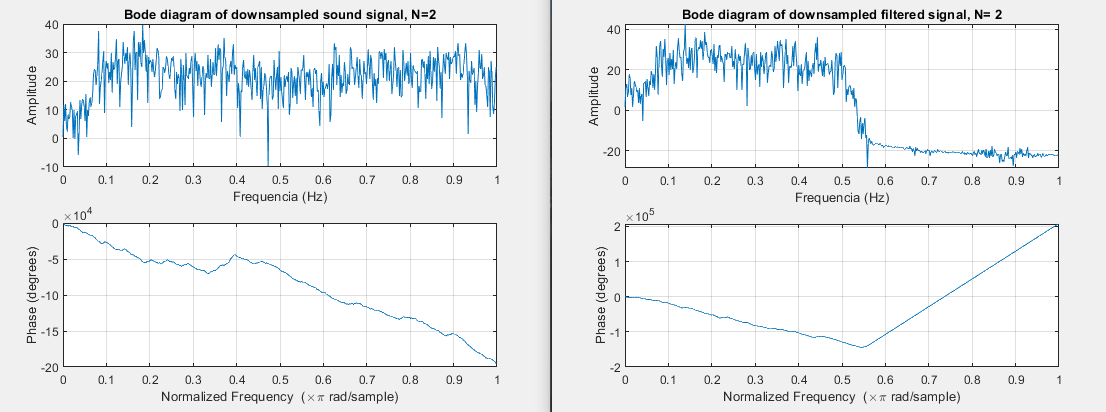 Bode diagram of downsampled sound signal, N=2
40
30
20
10
0
-10
Amplitude
0 0.1 0.2 0.3 0.4 0.5 0.6 0.7 0.8 0.9 1
Frequencia (Hz)
×10^4
0
-5
-10
-15
-20
Phase (degrees)
0 0.1 0.2 0.3 0.4 0.5 0.6 0.7 0.8 0.9 1
Normalized Frequency (×π rad/sample)
Bode diagram of downsampled filtered signal, N= 2
40
20
0
-20
Amplitude
0 0.1 0.2 0.3 0.4 0.5 0.6 0.7 0.8 0.9 1
Frequencia (Hz)
×10^5
2
1
0
-1
-2
Phase (degrees)
0 0.1 0.2 0.3 0.4 0.5 0.6 0.7 0.8 0.9 1
Normalized Frequency (×π rad/sample)